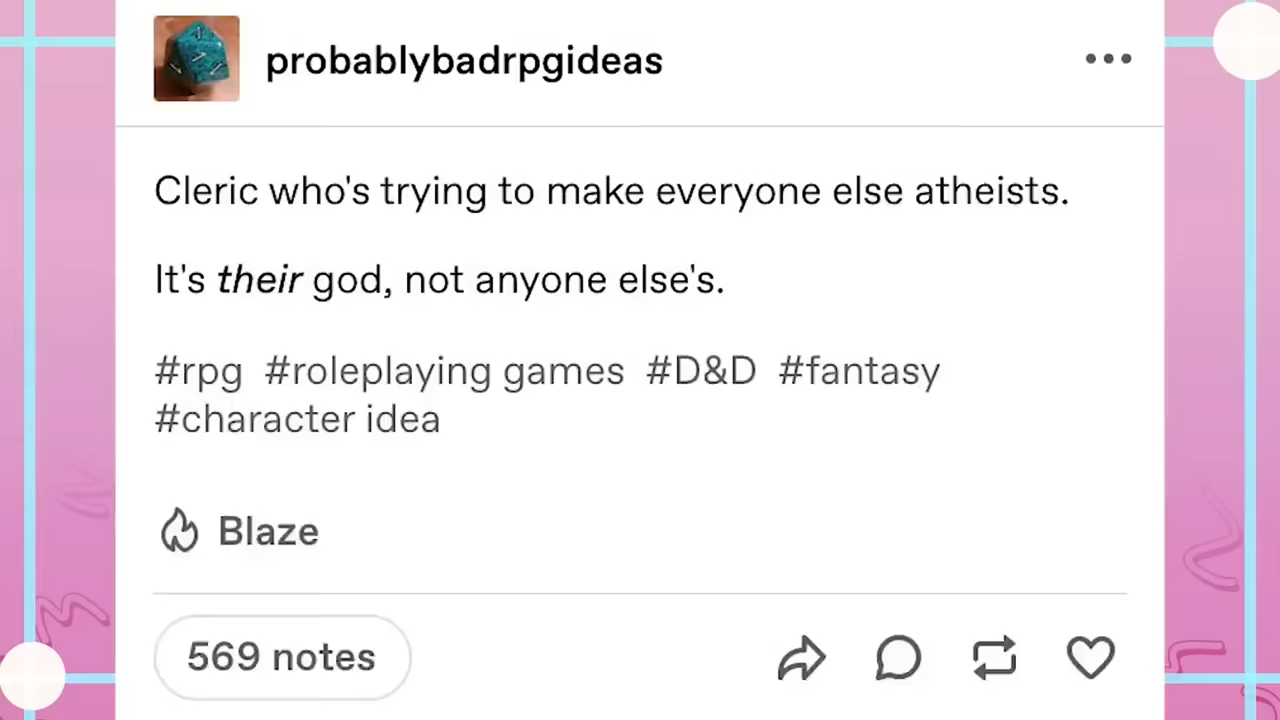 probablybadrpgideas
Cleric who's trying to make everyone else atheists.
It's their god, not anyone else's.
#rpg #roleplaying games #D&D #fantasy
#character idea
Blaze
569 notes